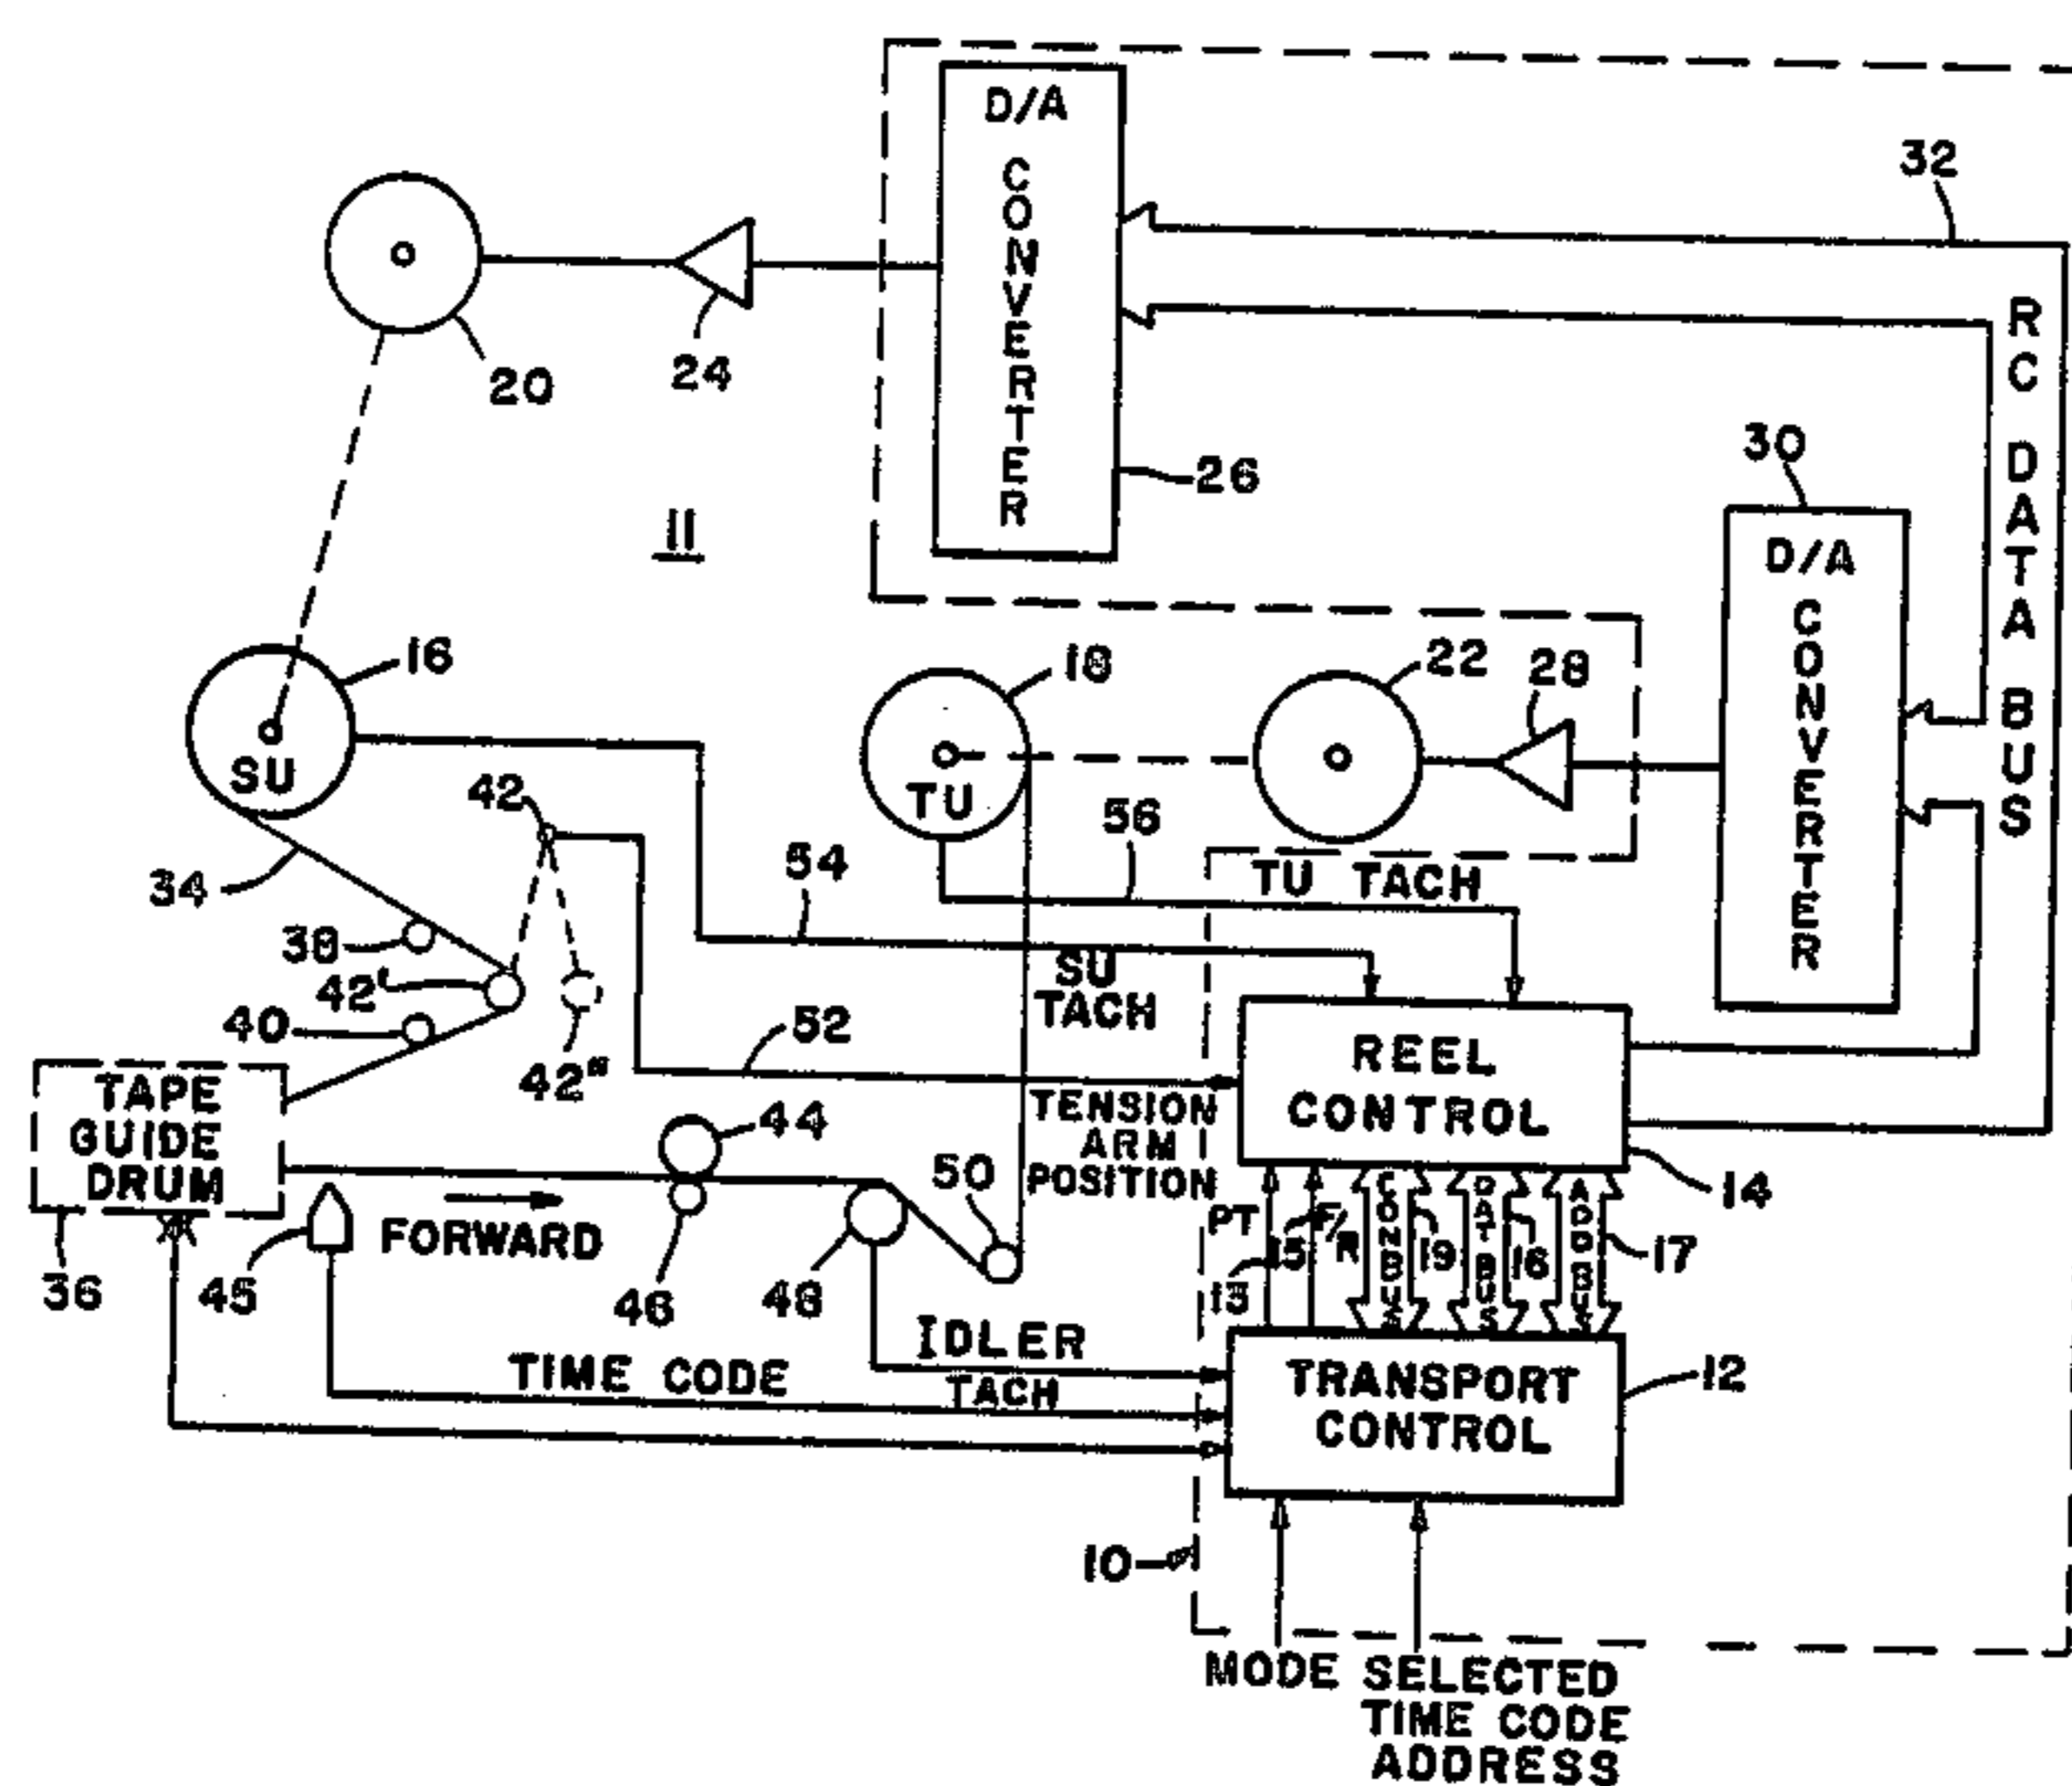 D/A
CONVERTER
32
RC DATA BUS
20
24
26
30
D/A
CONVERTER
11
16
SU
18
TU
22
28
42
56
54
TU TACH
34
38
42'
40
42"
SU
TACH
52
REEL
CONTROL
TAPE
GUIDE
DRUM
44
TENSION
ARM
POSITION
50
14
36
45
FORWARD
46
48
PT
13
15
F/R
CONBUS
19
DAT BUS
16
ADD BUS
17
IDLER
TACH
TIME CODE
TRANSPORT
CONTROL
12
10
MODE
SELECTED
TIME CODE
ADDRESS